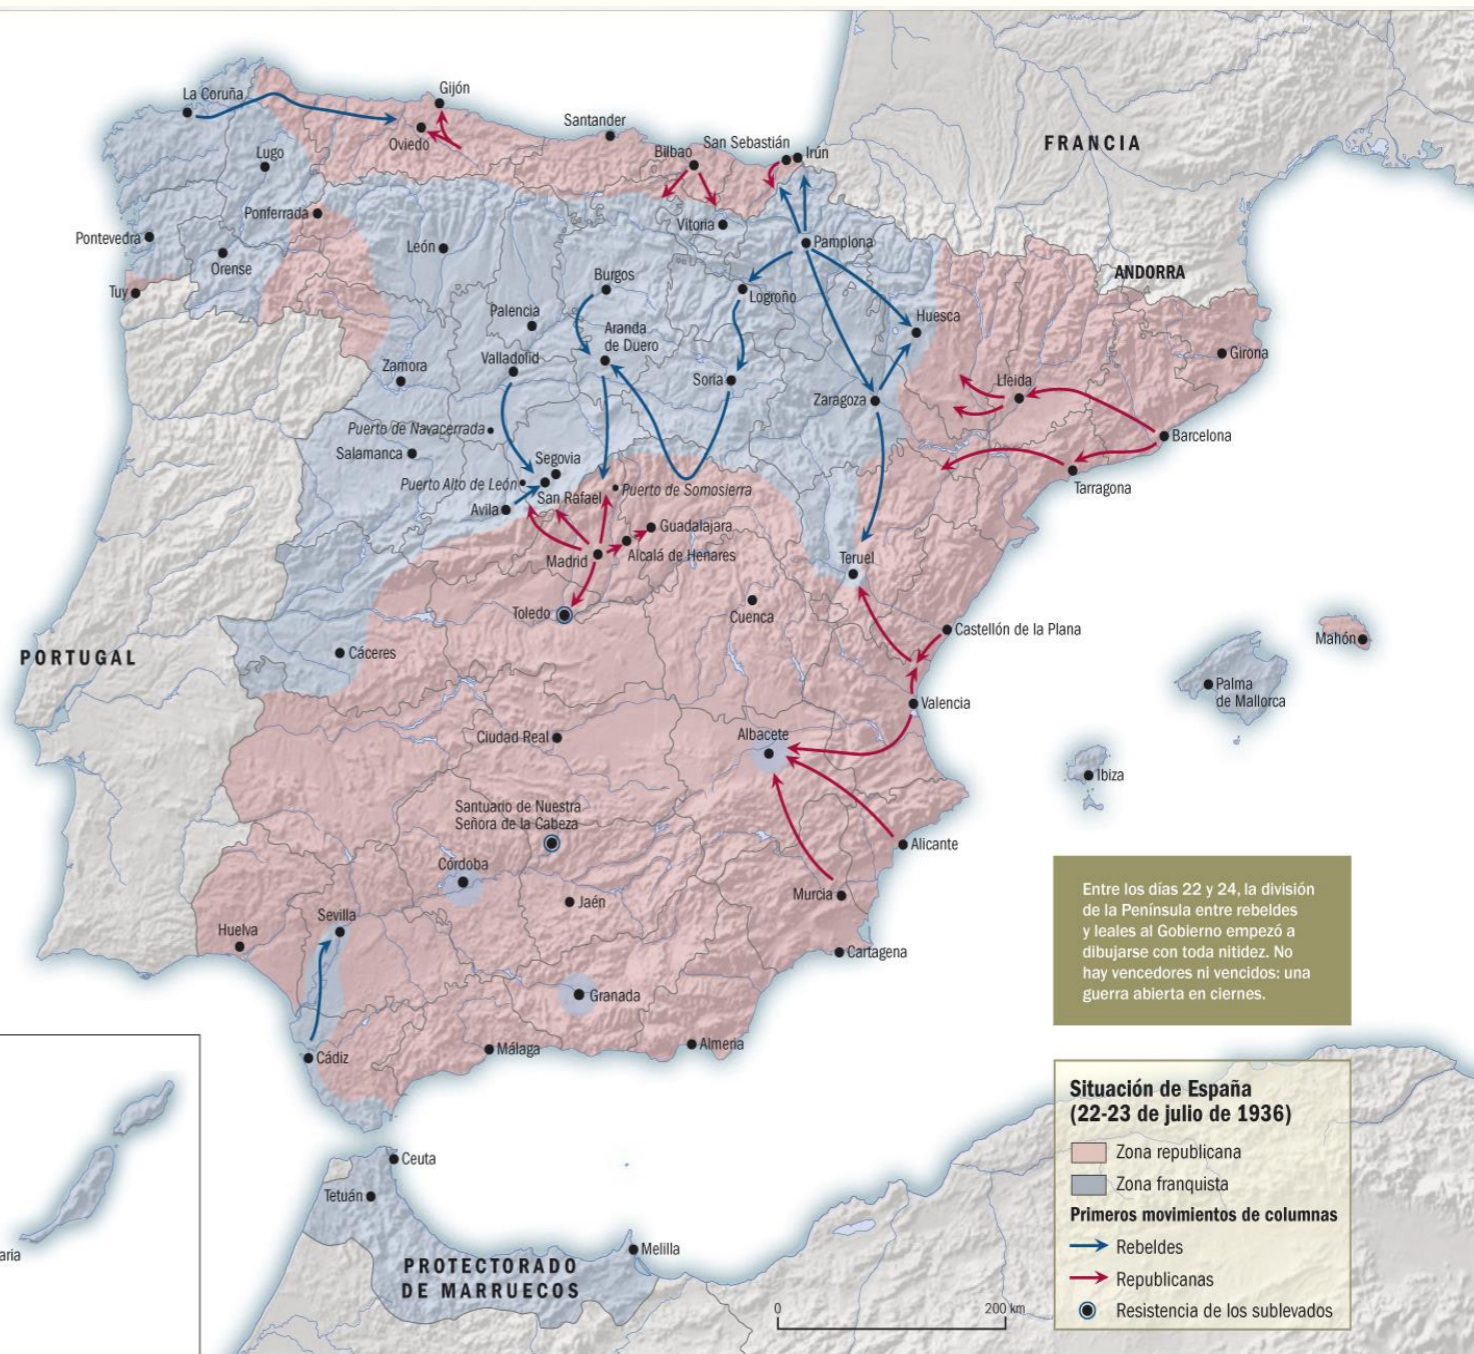 La Coruña
Gijón
Oviedo
Santander
San Sebastián
Irún
Bilbao
FRANCIA
Lugo
Ponferrada
Pontevedra
Orense
León
Vitoria
Pamplona
ANDORRA
Tuy
Burgos
Logroño
Palencia
Aranda
de Duero
Huesca
Valladolid
Girona
Zamora
Soria
Lleida
Zaragoza
Puerto de Navacerrada
Barcelona
Salamanca
Segovia
Puerto Alto de León
San Rafael
Puerto de Somosierra
Tarragona
Avila
Guadalajara
Madrid
Alcalá de Henares
Teruel
Toledo
Cuenca
Castellón de la Plana
Mahón
PORTUGAL
Cáceres
Palma
de Mallorca
Valencia
Ciudad Real
Albacete
Ibiza
Santuario de Nuestra
Señora de la Cabeza
Alicante
Córdoba
Murcia
Jaén
Sevilla
Huelva
Cartagena
Granada
Cádiz
Málaga
Almeria
Ceuta
Tetuán
Melilla
PROTECTORADO
DE MARRUECOS
aria
Entre los días 22 y 24, la división
de la Península entre rebeldes
y leales al Gobierno empezó a
dibujarse con toda nitidez. No
hay vencedores ni vencidos: una
guerra abierta en ciernes.
Situación de España
(22-23 de julio de 1936)
Zona republicana
Zona franquista
Primeros movimientos de columnas
Rebeldes
Republicanas
Resistencia de los sublevados
0 200 km